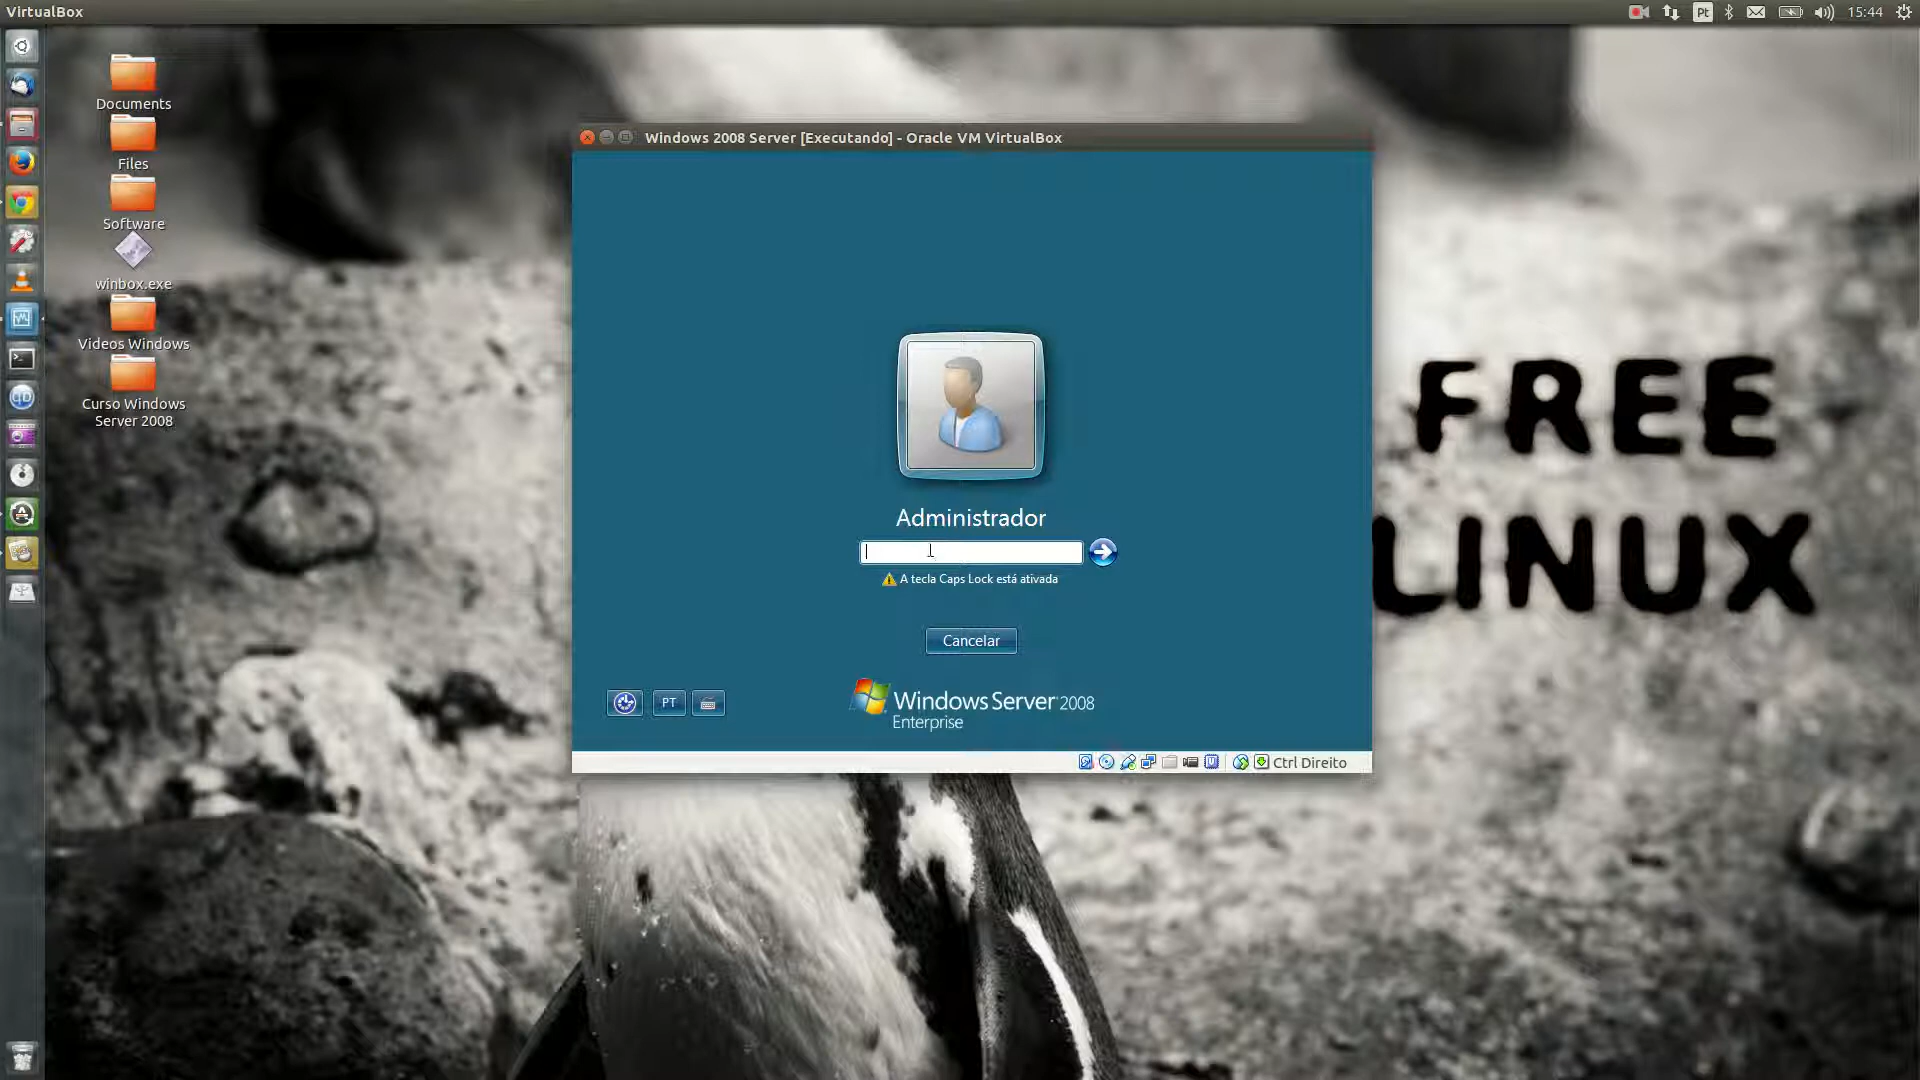 VirtualBox
Pt
15:44
Documents
Files
Software
winbox.exe
Videos Windows
Curso Windows
Server 2008
Windows 2008 Server [Executando] - Oracle VM VirtualBox
Administrador
A tecla Caps Lock está ativada
Cancelar
PT
Windows Server 2008
Enterprise
Ctrl Direito
FREE
LINUX